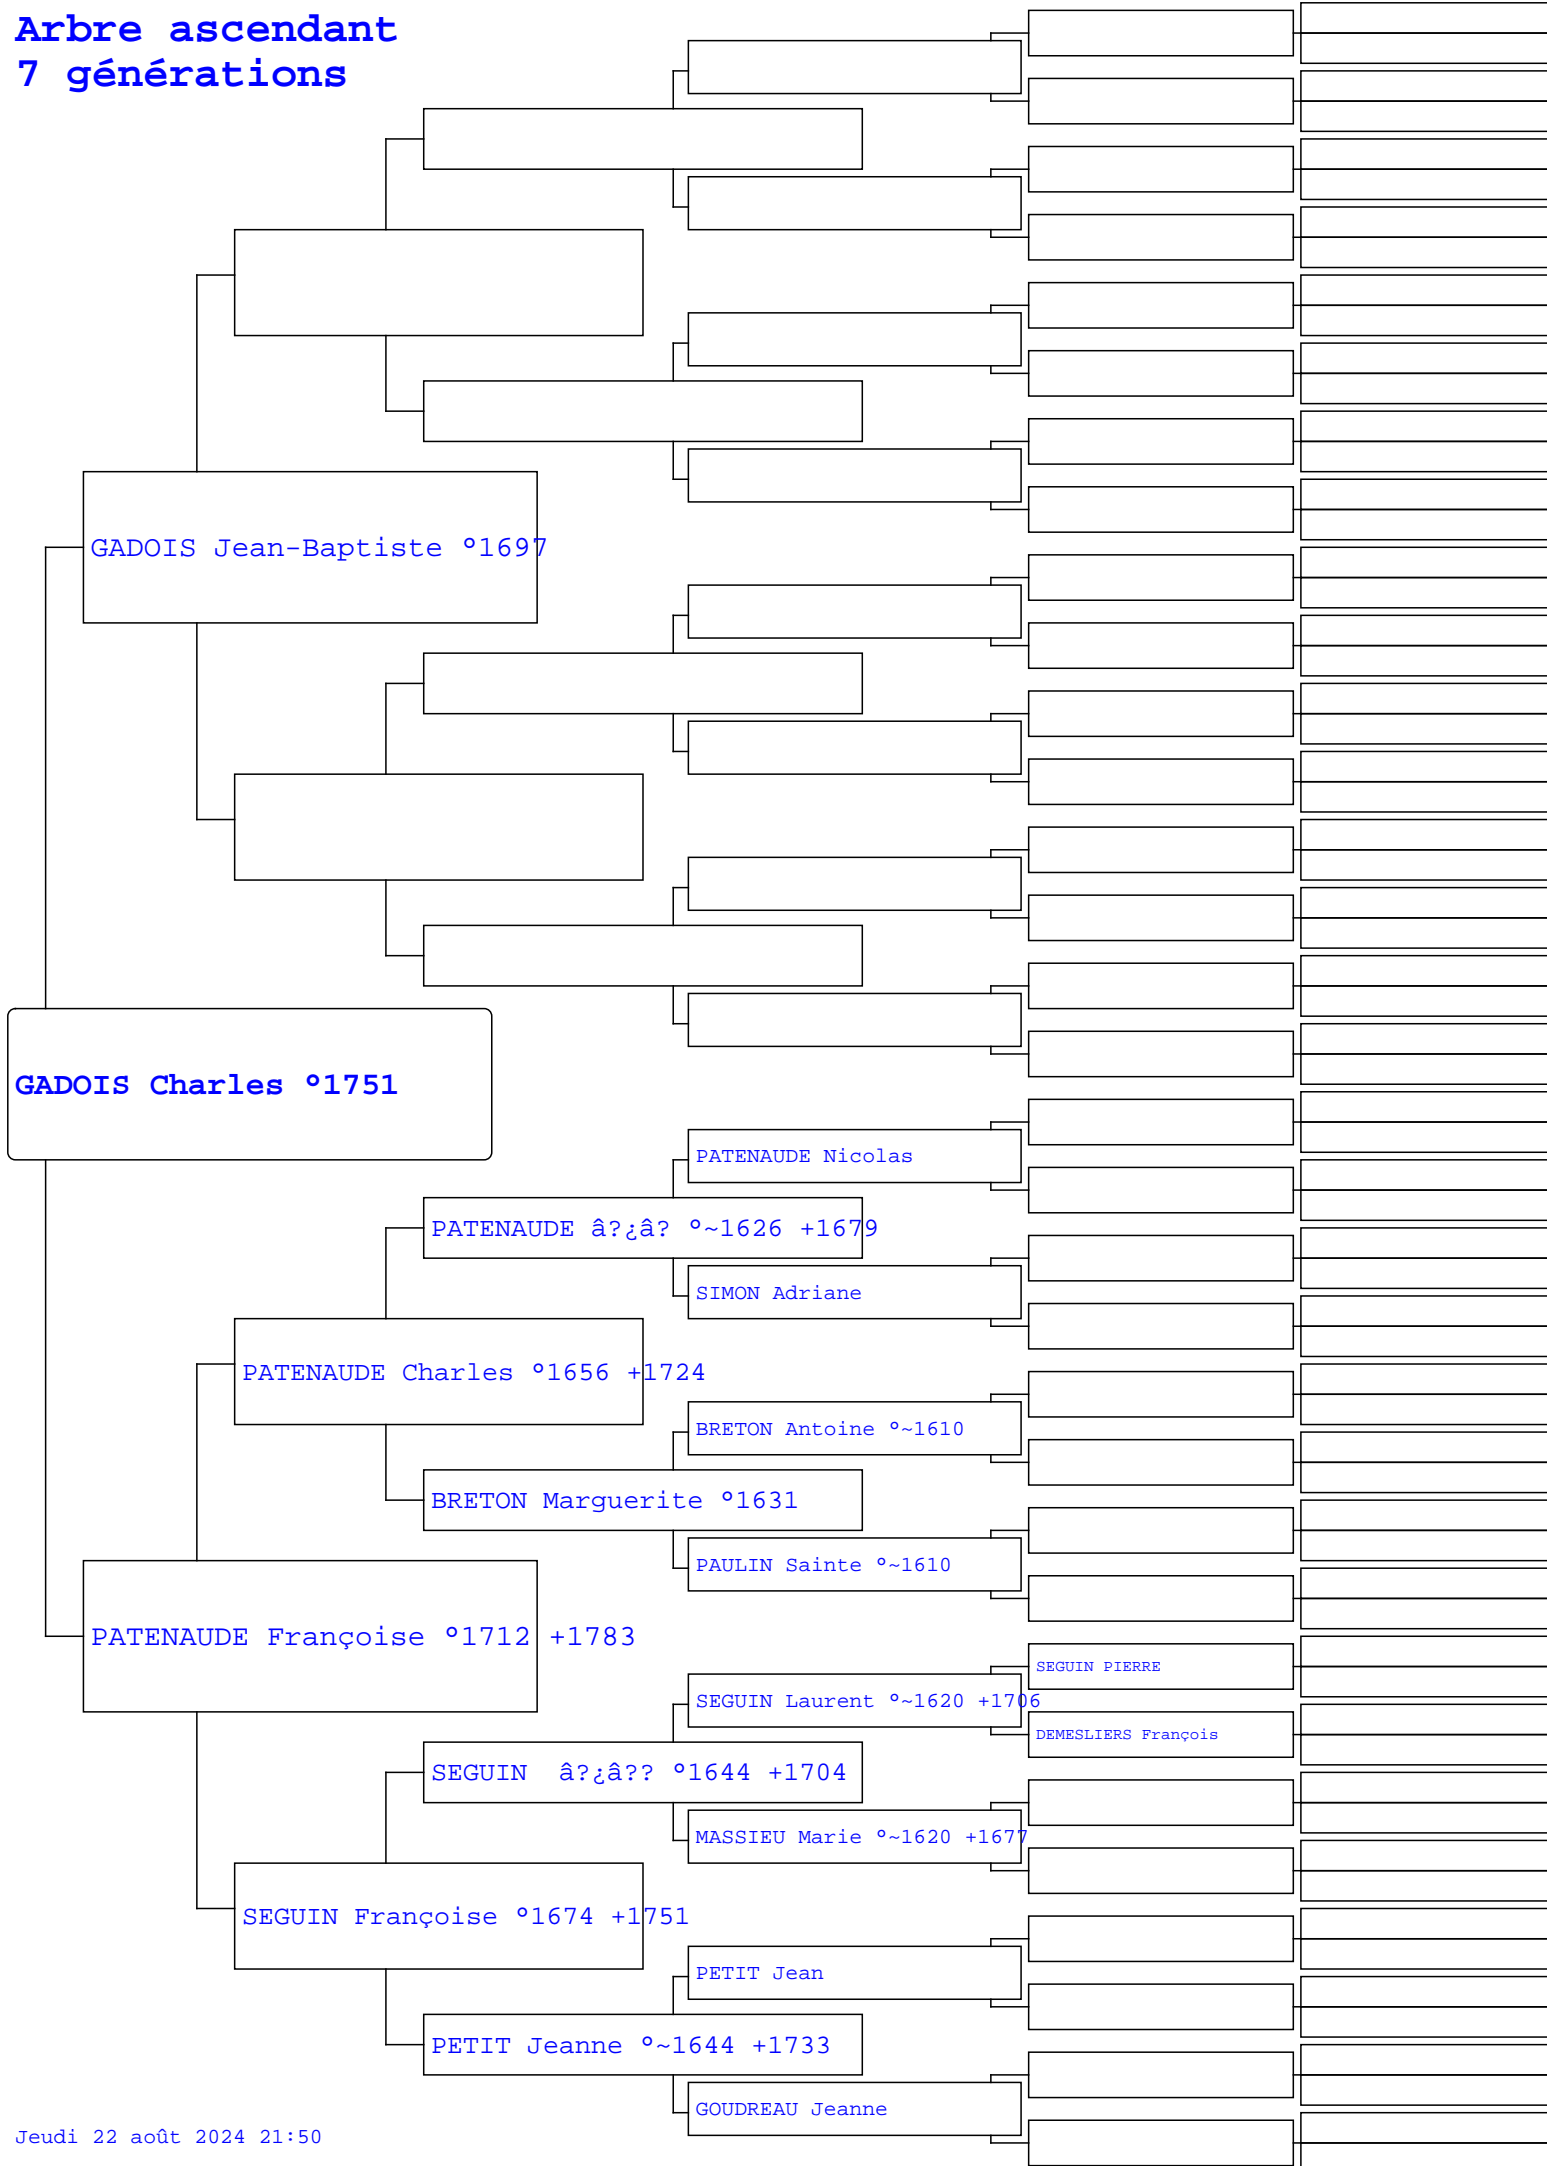 Arbre ascendant
7 générations
GADOIS Jean-Baptiste °1697
GADOIS Charles °1751
PATENAUDE Nicolas
PATENAUDE â?¿â? °~1626 +1679
SIMON Adriane
PATENAUDE Charles °1656 +1724
BRETON Antoine °~1610
BRETON Marguerite °1631
PAULIN Sainte °~1610
PATENAUDE Françoise °1712 +1783
SEGUIN PIERRE
SEGUIN Laurent °~1620 +1706
DEMESLIERS François
SEGUIN  â?¿â?? °1644 +1704
MASSIEU Marie °~1620 +1677
SEGUIN Françoise °1674 +1751
PETIT Jean
PETIT Jeanne °~1644 +1733
GOUDREAU Jeanne
Jeudi 22 août 2024 21:50